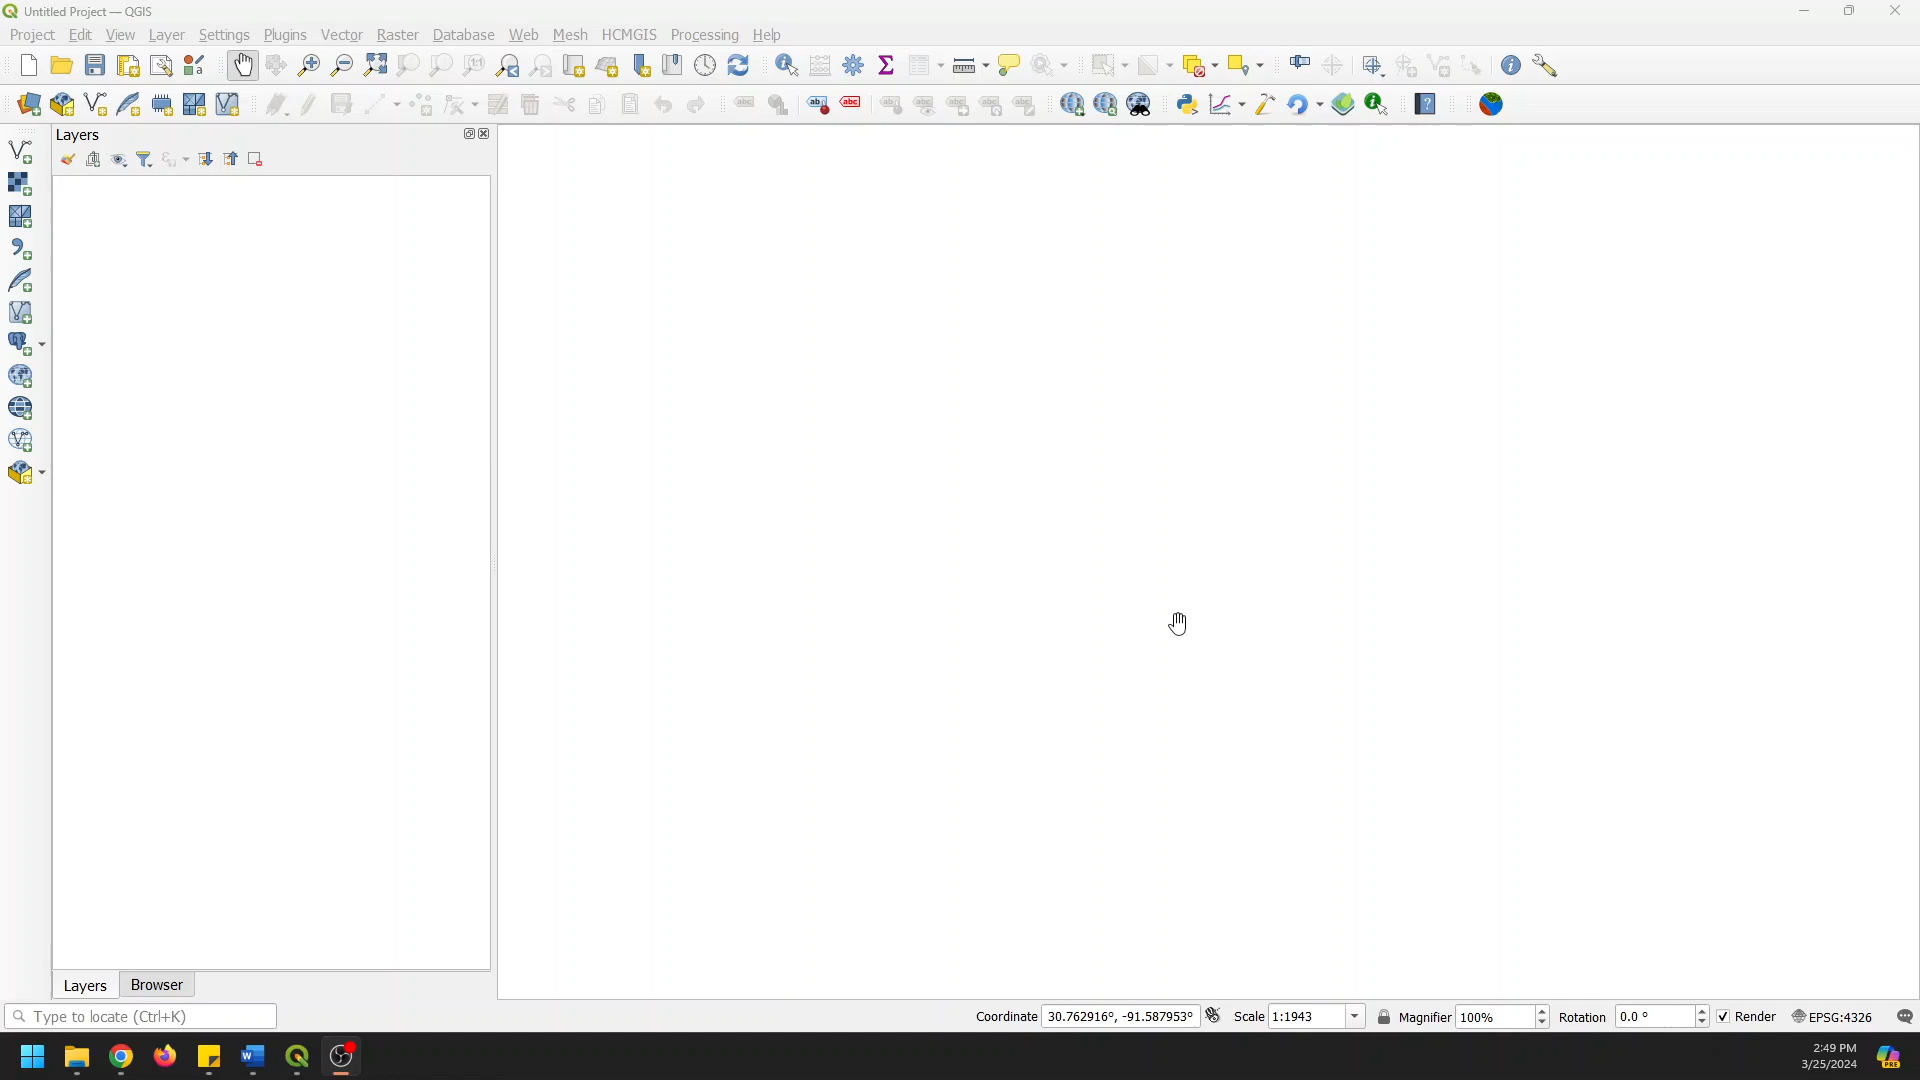 Untitled Project — QGIS
Project Edit View Layer Settings Plugins Vector Raster Database Web Mesh HCMGIS Processing Help
Layers
Layers Browser
Type to locate (Ctrl+K)
Coordinate 30.762916°, -91.587953° Scale 1:1943 Magnifier 100% Rotation 0.0 ° Render EPSG:4326
2:49 PM
3/25/2024